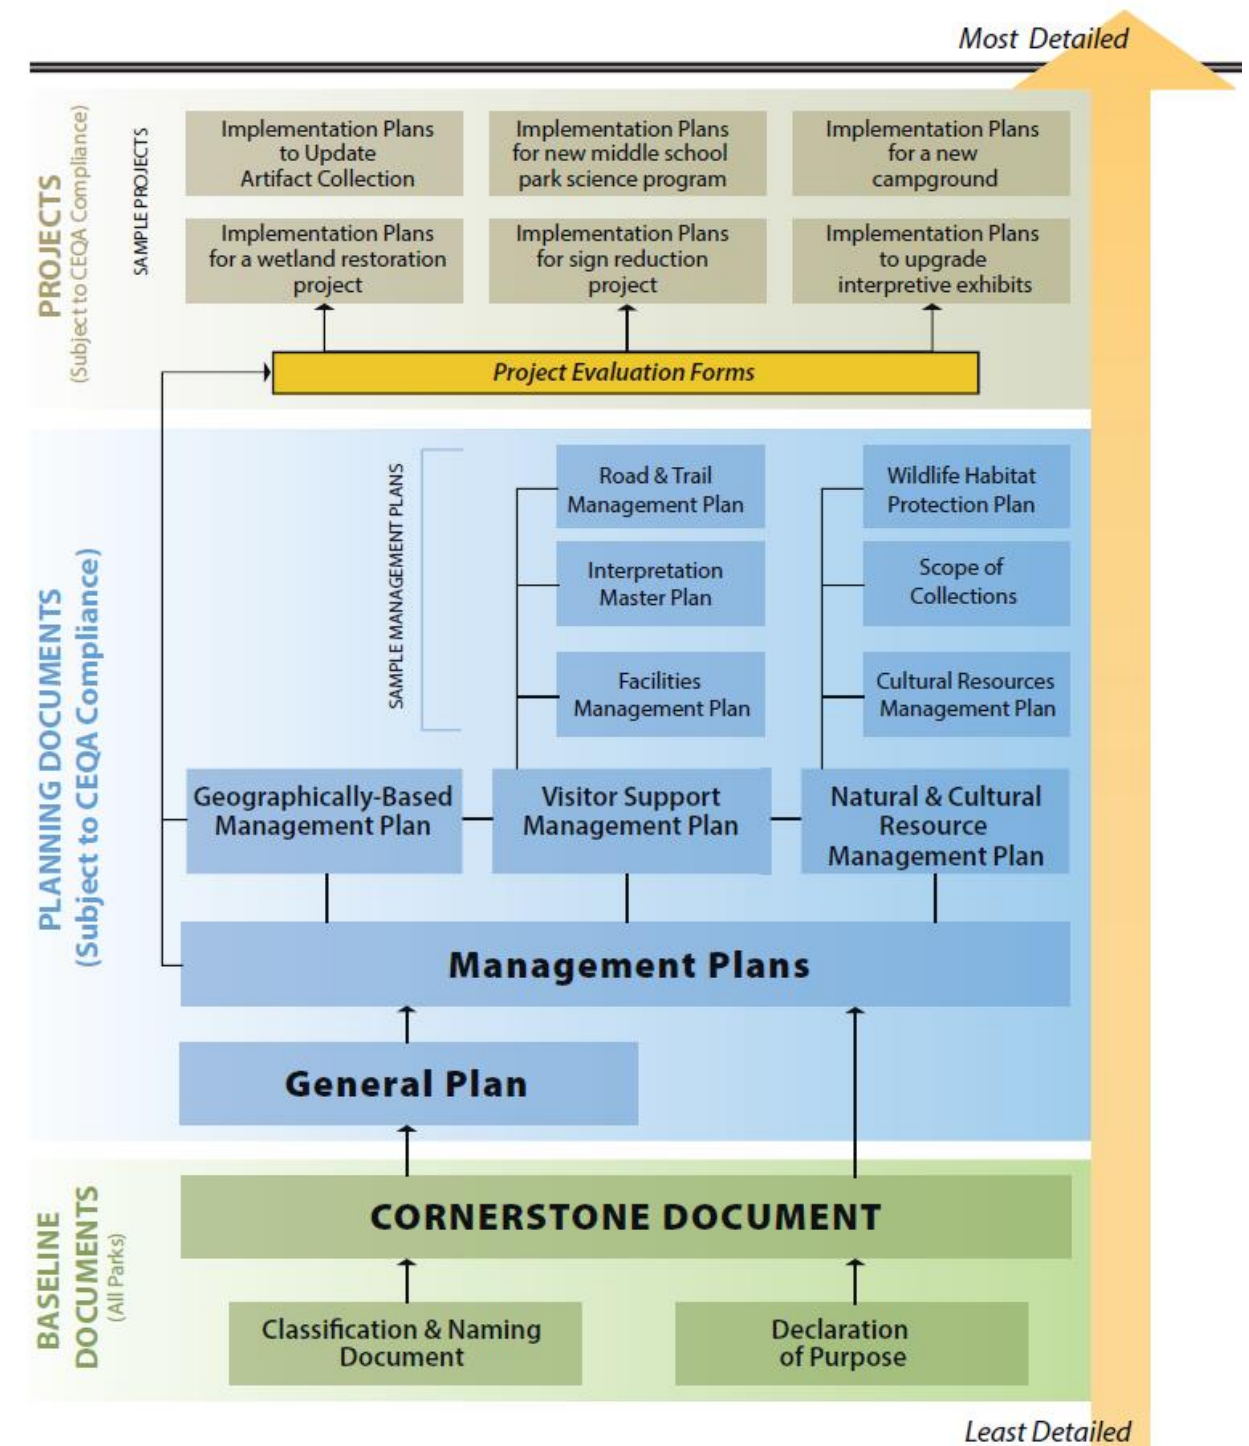 Most Detailed
PROJECTS
(Subject to CEQA Compliance)
SAMPLE PROJECTS
Implementation Plans
to Update
Artifact Collection
Implementation Plans
for new middle school
park science program
Implementation Plans
for a new
campground
Implementation Plans
for a wetland restoration
project
Implementation Plans
for sign reduction
project
Implementation Plans
to upgrade
interpretive exhibits
Project Evaluation Forms
PLANNING DOCUMENTS
(Subject to CEQA Compliance)
SAMPLE MANAGEMENT PLANS
Road & Trail
Management Plan
Wildlife Habitat
Protection Plan
Interpretation
Master Plan
Scope of
Collections
Facilities
Management Plan
Cultural Resources
Management Plan
Geographically-Based
Management Plan
Visitor Support
Management Plan
Natural & Cultural
Resource
Management Plan
Management Plans
General Plan
BASELINE
DOCUMENTS
(All Parks)
CORNERSTONE DOCUMENT
Classification & Naming
Document
Declaration
of Purpose
Least Detailed